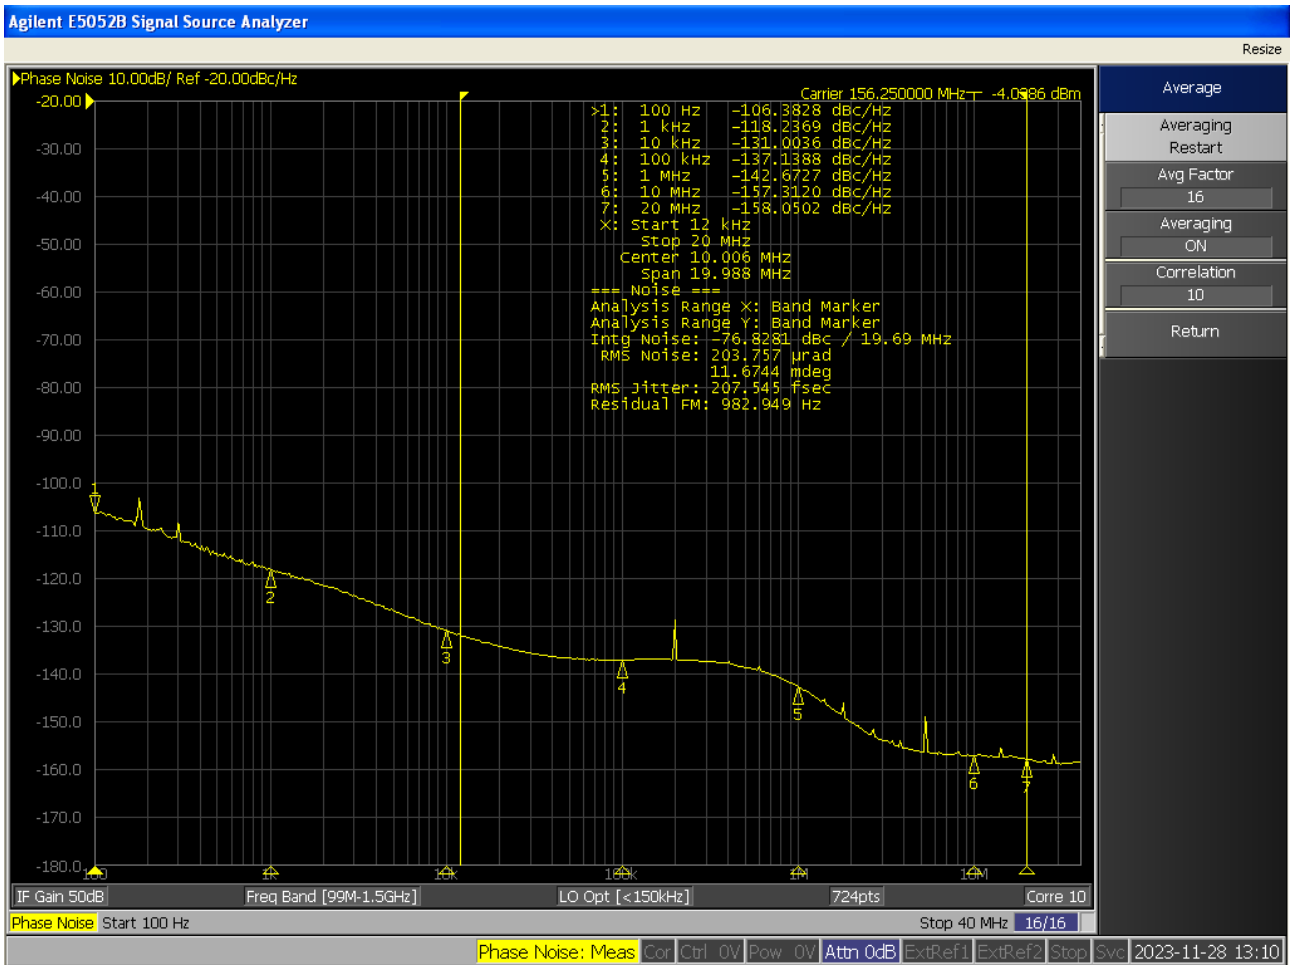 Agilent E5052B Signal Source Analyzer
Resize
Phase Noise 10.00dB/ Ref -20.00dBc/Hz
Carrier 156.250000 MHz
dBm
-20.00
-30.00
-40.00
-50.00
-60.00
-70.00
-80.00
-90.00
-100.0
-110.0
-120.0
-130.0
-140.0
-150.0
-160.0
-170.0
-180.0
>1: 100 Hz -106.3828 dBc/Hz
2: 1 kHz -118.2369 dBc/Hz
3: 10 kHz -131.0036 dBc/Hz
4: 100 kHz -137.1388 dBc/Hz
5: 1 MHz -142.6727 dBc/Hz
6: 10 MHz -157.3120 dBc/Hz
7: 20 MHz -158.0502 dBc/Hz
X: Start 12 kHz
Stop 20 MHz
Center 10.006 MHz
Span 19.988 MHz
=== Noise ===
Analysis Range X: Band Marker
Analysis Range Y: Band Marker
Intg Noise: -76.8281 dBc / 19.69 MHz
RMS Noise: 203.757 µrad
11.6744 mdeg
RMS Jitter: 207.545 fsec
Residual FM: 982.949 Hz
1
2
3
4
5
6
7
100
1k
10k
100k
1M
10M
IF Gain 50dB
Freq Band [99M-1.5GHz]
LO Opt [<150kHz]
724pts
Corre 10
Phase Noise Start 100 Hz
Stop 40 MHz
16/16
Average
Averaging
Restart
Avg Factor
16
Averaging
ON
Correlation
10
Return
Phase Noise: Meas
Cor
Ctrl 0V
Pow 0V
Attn 0dB
ExtRef1
ExtRef2
Stop
Svc
2023-11-28 13:10